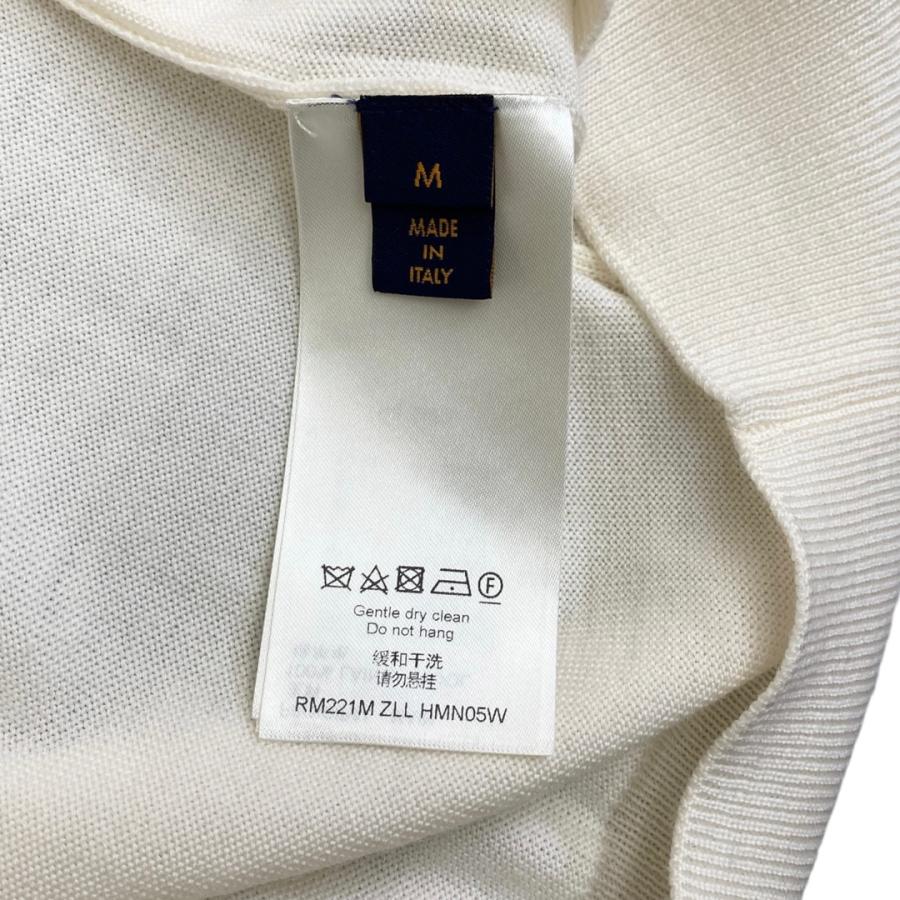 M
MADE
IN
ITALY
F
Gentle dry clean
Do not hang
缓和干洗
请勿悬挂
RM221M ZLL HMN05W